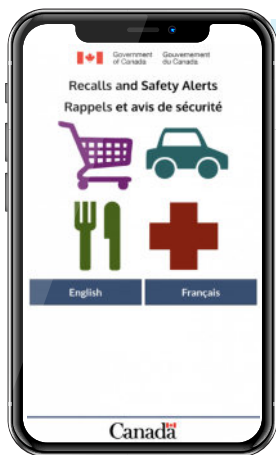 Government Gouvernement
of Canada du Canada
Recalls and Safety Alerts
Rappels et avis de sécurité
English Français
Canada